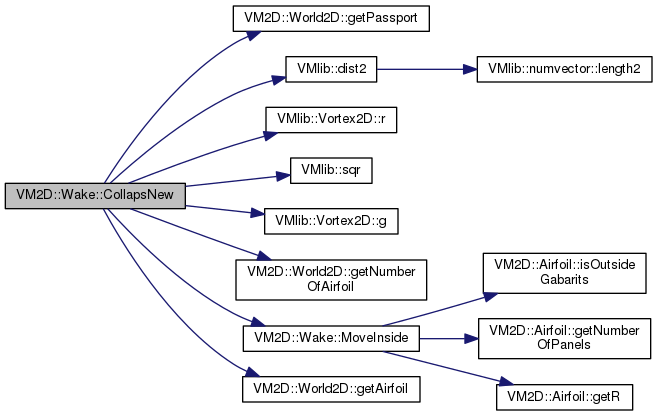 VM2D::World2D::getPassport
VMlib::dist2
VMlib::numvector::length2
VMlib::Vortex2D::r
VMlib::sqr
VM2D::Wake::CollapsNew
VMlib::Vortex2D::g
VM2D::World2D::getNumber
OfAirfoil
VM2D::Airfoil::isOutside
Gabarits
VM2D::Wake::MoveInside
VM2D::Airfoil::getNumber
OfPanels
VM2D::World2D::getAirfoil
VM2D::Airfoil::getR